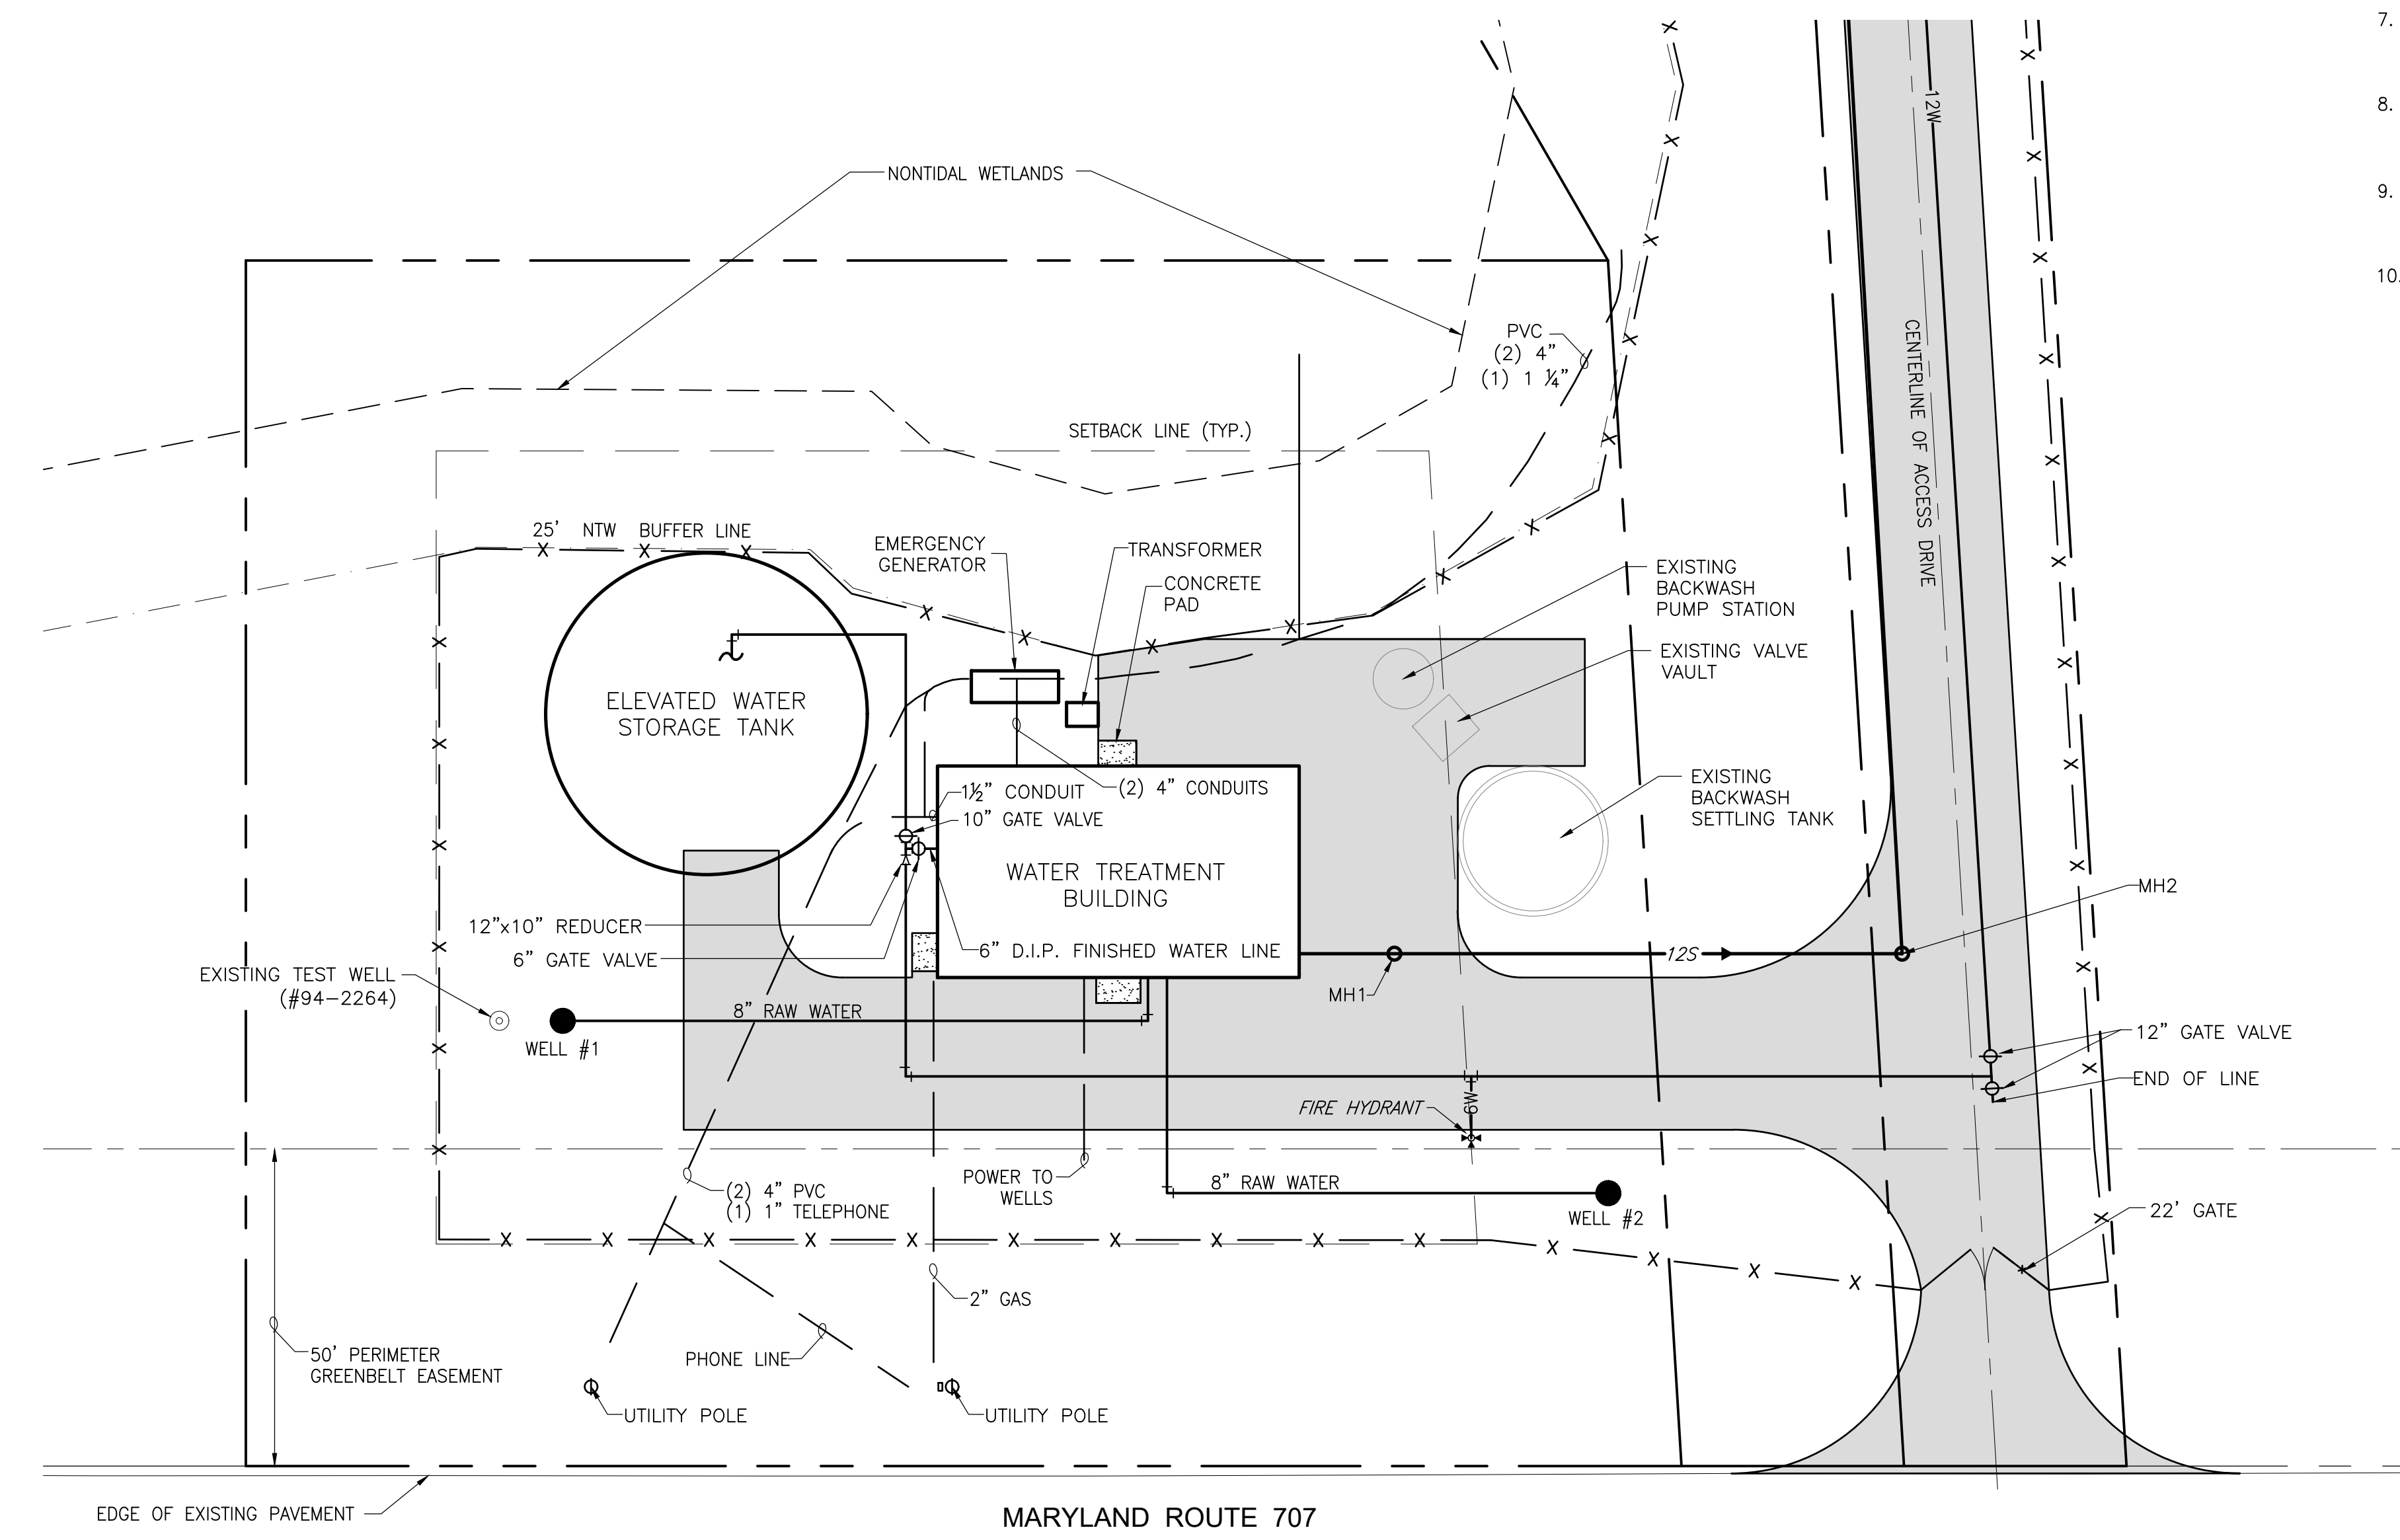 7.
8.
9.
10.
12W
NONTIDAL WETLANDS
PVC
(2) 4”
(1) 1 ¼”
CENTERLINE OF ACCESS DRIVE
SETBACK LINE (TYP.)
25’ NTW BUFFER LINE
EMERGENCY
GENERATOR
TRANSFORMER
CONCRETE
PAD
EXISTING
BACKWASH
PUMP STATION
EXISTING VALVE
VAULT
ELEVATED WATER
STORAGE TANK
EXISTING
BACKWASH
SETTLING TANK
1½” CONDUIT
(2) 4” CONDUITS
10” GATE VALVE
WATER TREATMENT
BUILDING
MH2
12”x10” REDUCER
6” GATE VALVE
6” D.I.P. FINISHED WATER LINE
12S
EXISTING TEST WELL
(#94–2264)
MH1
8” RAW WATER
WELL #1
12” GATE VALVE
END OF LINE
FIRE HYDRANT
6W
POWER TO
WELLS
8” RAW WATER
WELL #2
(2) 4” PVC
(1) 1” TELEPHONE
22’ GATE
2” GAS
50’ PERIMETER
GREENBELT EASEMENT
PHONE LINE
UTILITY POLE
UTILITY POLE
EDGE OF EXISTING PAVEMENT
MARYLAND ROUTE 707